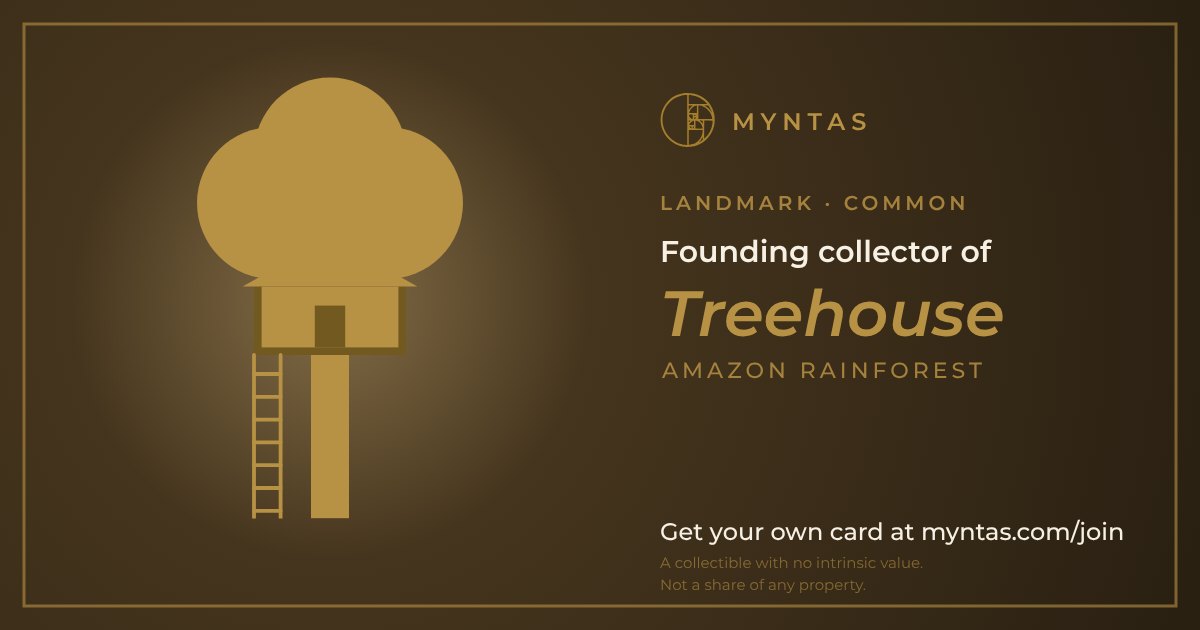 MYNTAS
LANDMARK · COMMON
Founding collector of
Treehouse
AMAZON RAINFOREST
Get your own card at myntas.com/join
A collectible with no intrinsic value.
Not a share of any property.